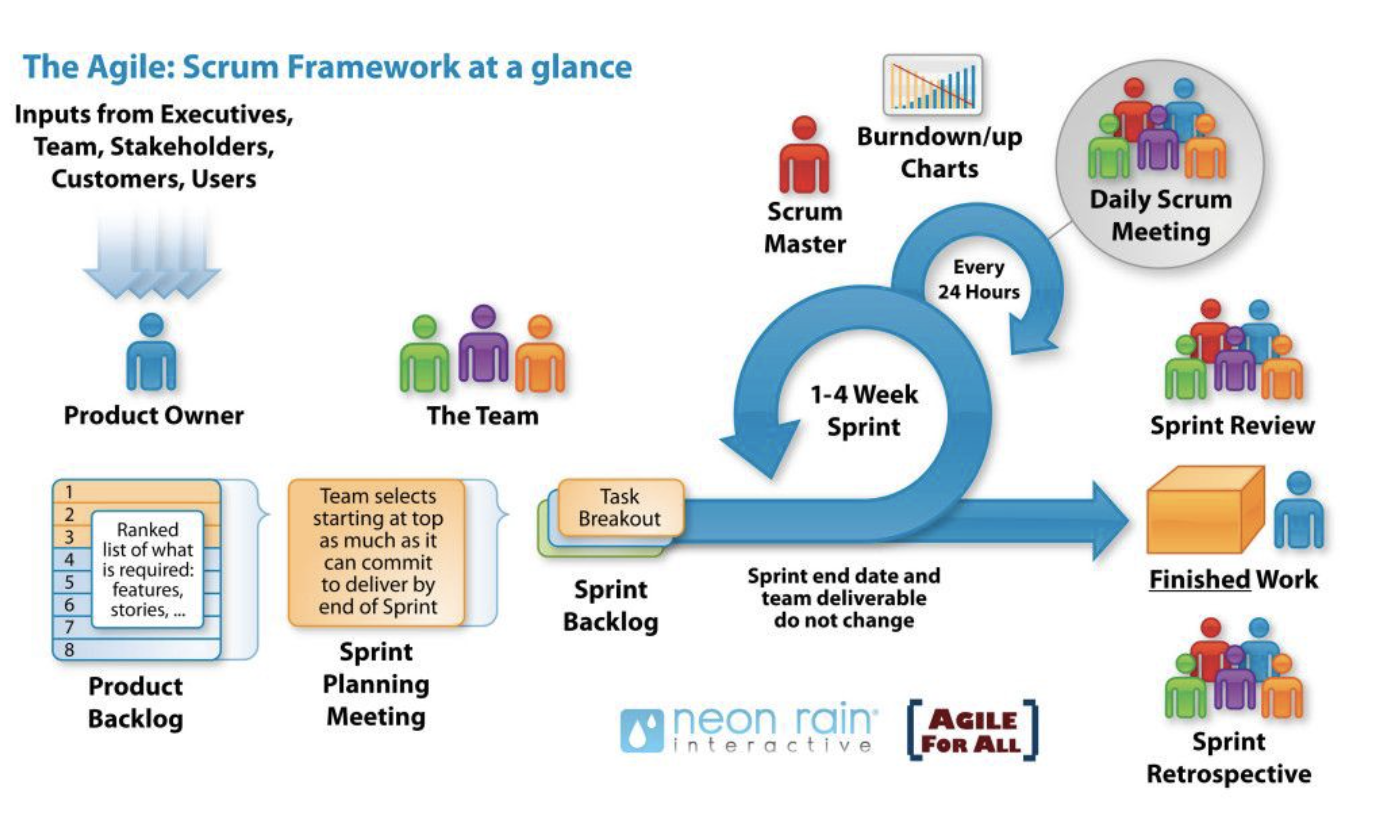 The Agile: Scrum Framework at a glance
Inputs from Executives,
Team, Stakeholders,
Customers, Users
Product Owner
The Team
Scrum
Master
Burndown/up
Charts
Daily Scrum
Meeting
Every
24 Hours
1-4 Week
Sprint
Sprint Review
1
2
3
4
5
6
7
8
Ranked
list of what
is required:
features,
stories, ...
Product
Backlog
Team selects
starting at top
as much as it
can commit
to deliver by
end of Sprint
Sprint
Planning
Meeting
Task
Breakout
Sprint
Backlog
Sprint end date and
team deliverable
do not change
Finished Work
Sprint
Retrospective
neon rain
interactive
AGILE
FOR ALL